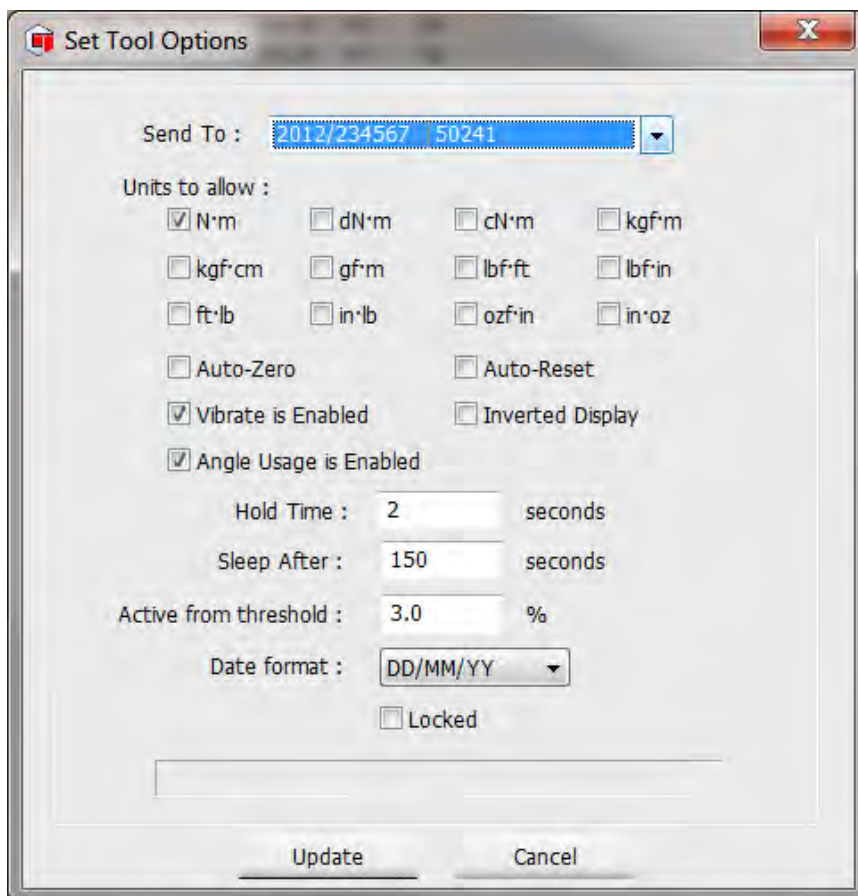 Set Tool Options
Send To : 2012/234567 | 50241
Units to allow :
N·m dN·m cN·m kgf·m
kgf·cm gf·m lbf·ft lbf·in
ft·lb in·lb ozf·in in·oz
Auto-Zero Auto-Reset
Vibrate is Enabled Inverted Display
Angle Usage is Enabled
Hold Time : 2 seconds
Sleep After : 150 seconds
Active from threshold : 3.0 %
Date format : DD/MM/YY
Locked
Update Cancel